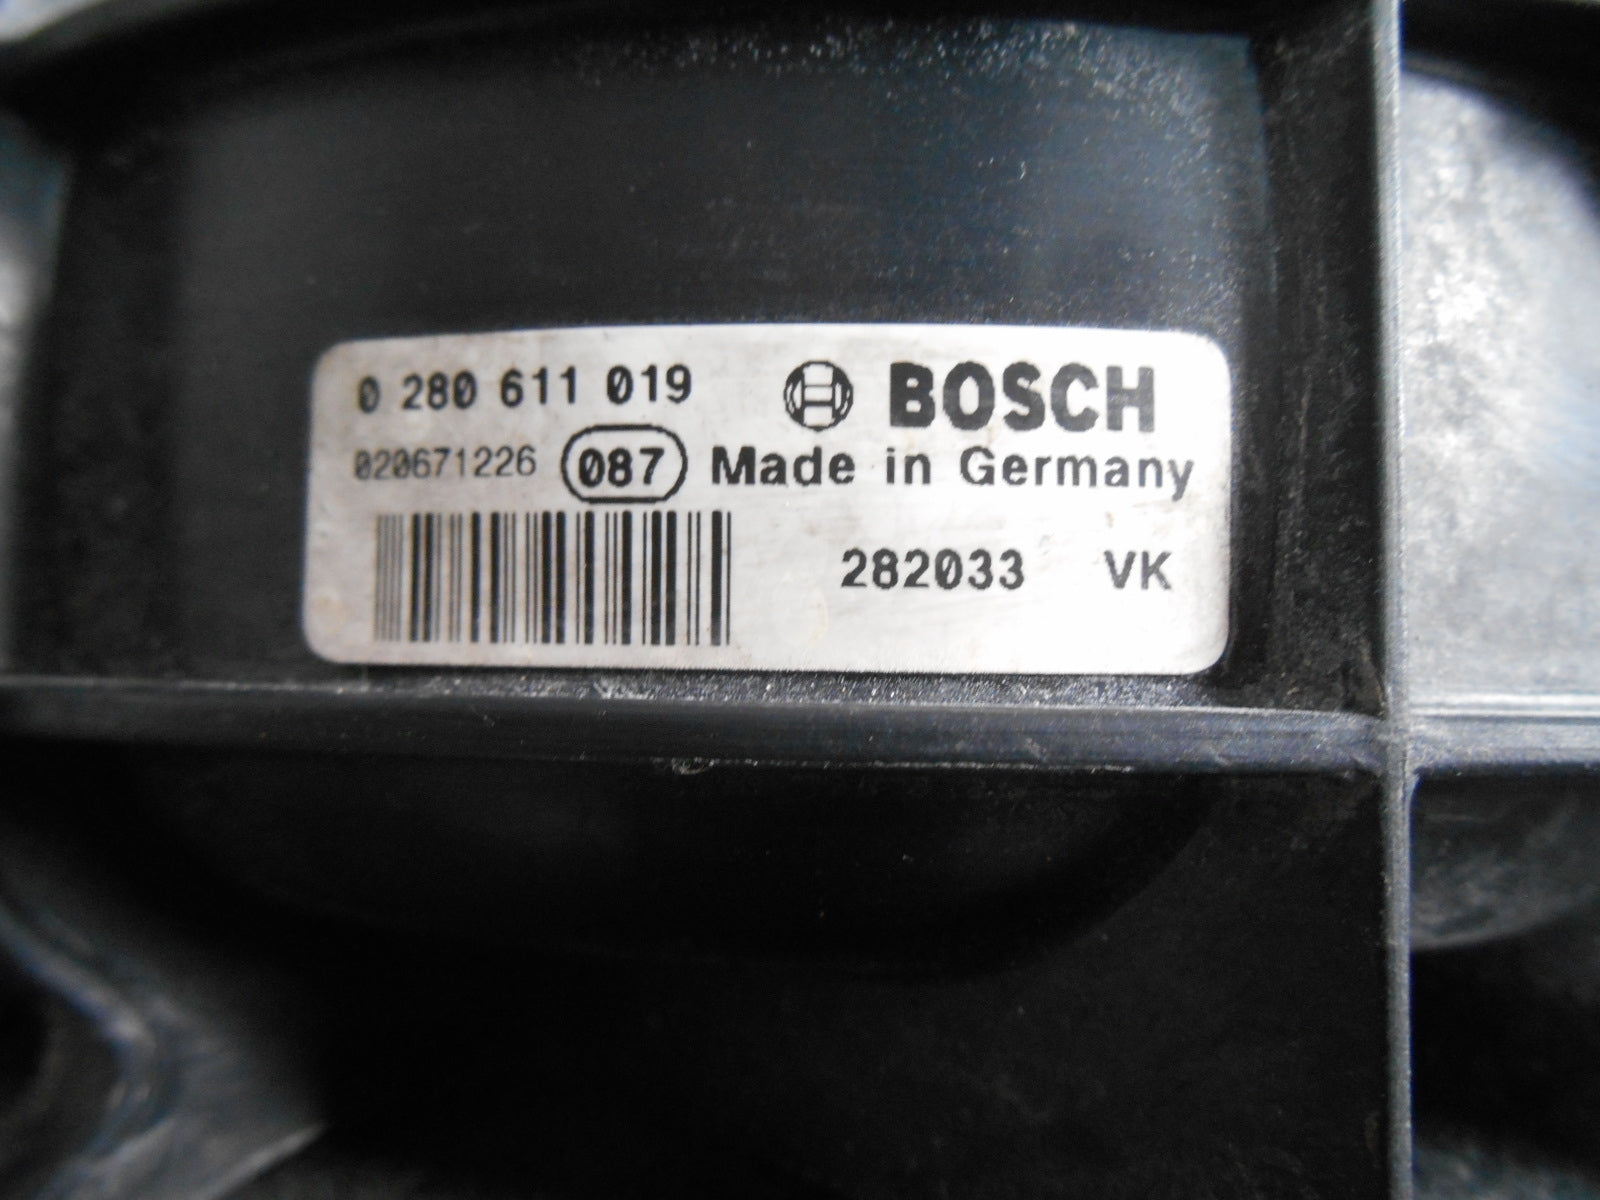 0 280 611 019 BOSCH
020671226 087 Made in Germany
282033 VK